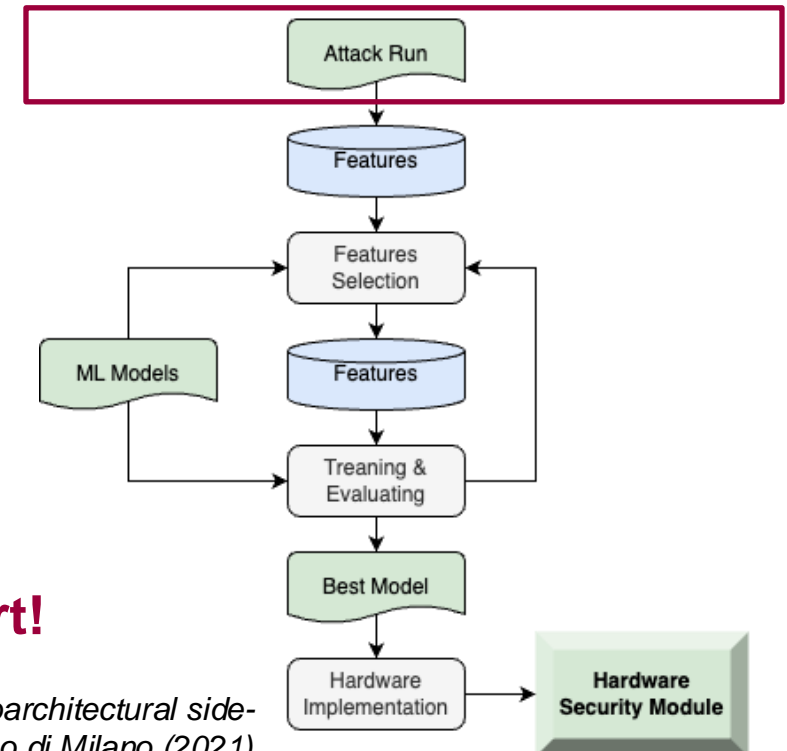 Attack Run
Features
Features
Selection
ML Models
Features
Treaning &
Evaluating
Best Model
rt!
Hardware
Implementation
Hardware
Security Module
oarchitectural side-
o di Milano (2021)